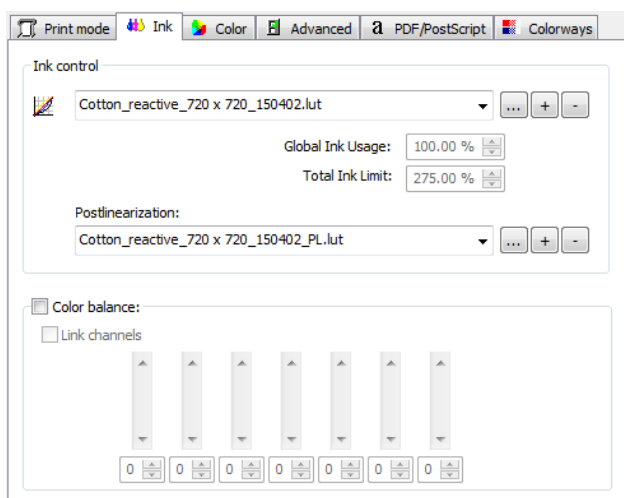 Print mode Ink Color Advanced a PDF/PostScript Colorways
Ink control
Cotton_reactive_720 x 720_150402.lut ... + -
Global Ink Usage: 100.00 %
Total Ink Limit: 275.00 %
Postlinearization:
Cotton_reactive_720 x 720_150402_PL.lut ... + -
Color balance:
Link channels
0 0 0 0 0 0 0